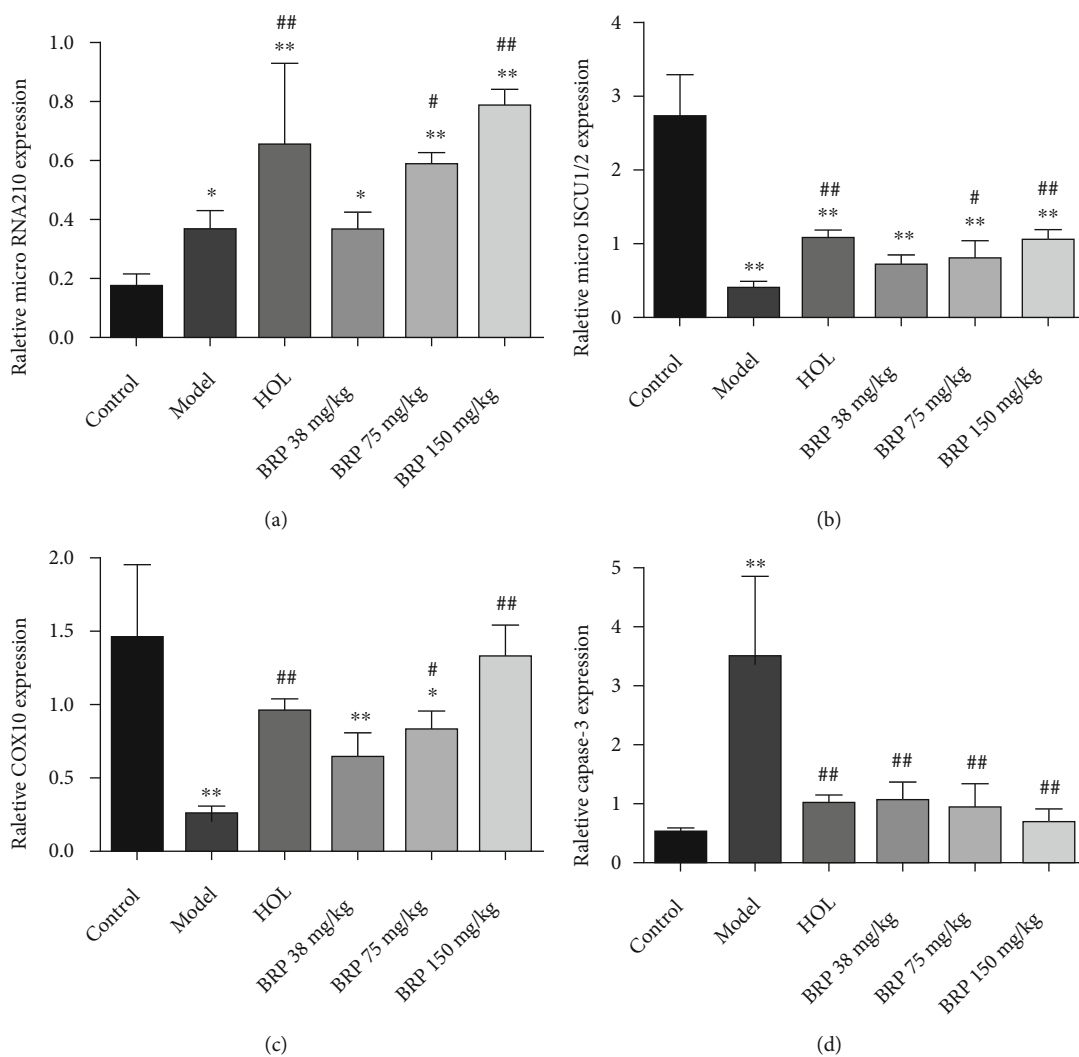 Raletive micro RNA210 expression
1.0
0.8
0.6
0.4
0.2
0.0
*
##
**
*
#
**
##
**
Control
Model
HOL
BRP 38 mg/kg
BRP 75 mg/kg
BRP 150 mg/kg
(a)
Raletive micro ISCU1/2 expression
4
3
2
1
0
**
##
**
**
#
**
##
**
Control
Model
HOL
BRP 38 mg/kg
BRP 75 mg/kg
BRP 150 mg/kg
(b)
Raletive COX10 expression
2.0
1.5
1.0
0.5
0.0
**
##
**
#
*
##
Control
Model
HOL
BRP 38 mg/kg
BRP 75 mg/kg
BRP 150 mg/kg
(c)
Raletive capase-3 expression
5
4
3
2
1
0
**
##
##
##
##
Control
Model
HOL
BRP 38 mg/kg
BRP 75 mg/kg
BRP 150 mg/kg
(d)